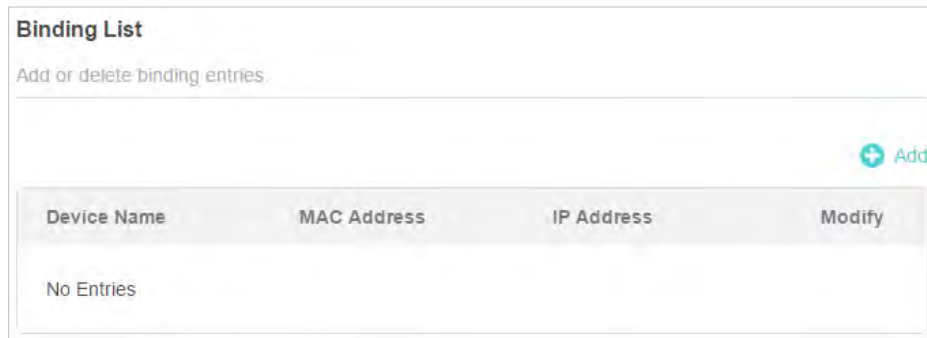 Binding List
Add or delete binding entries.
Add
Device Name MAC Address IP Address Modify
No Entries